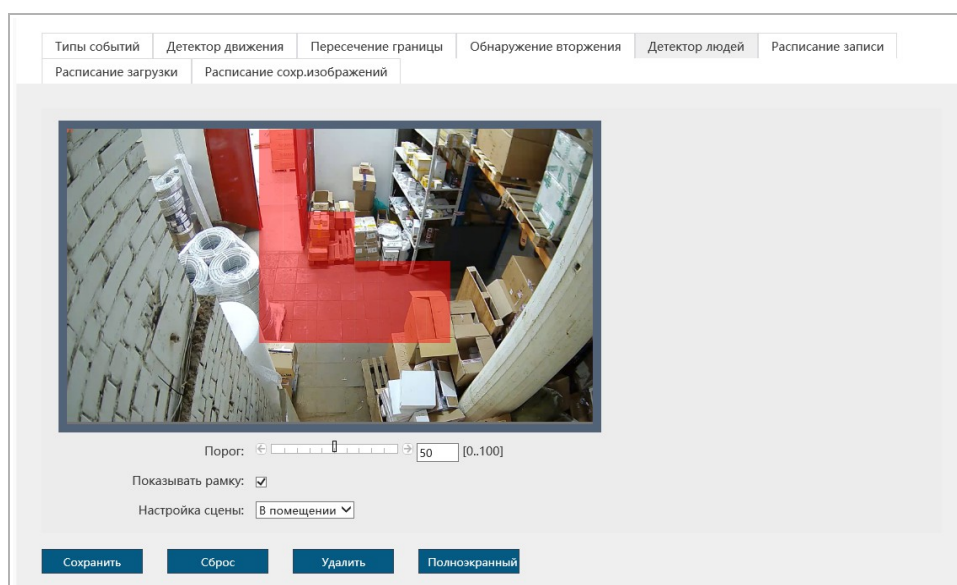 Типы событий Детектор движения Пересечение границы Обнаружение вторжения Детектор людей Расписание записи
Расписание загрузки Расписание сохр.изображений
Порог: 50 [0..100]
Показывать рамку:
Настройка сцены: В помещении
Сохранить Сброс Удалить Полноэкранный